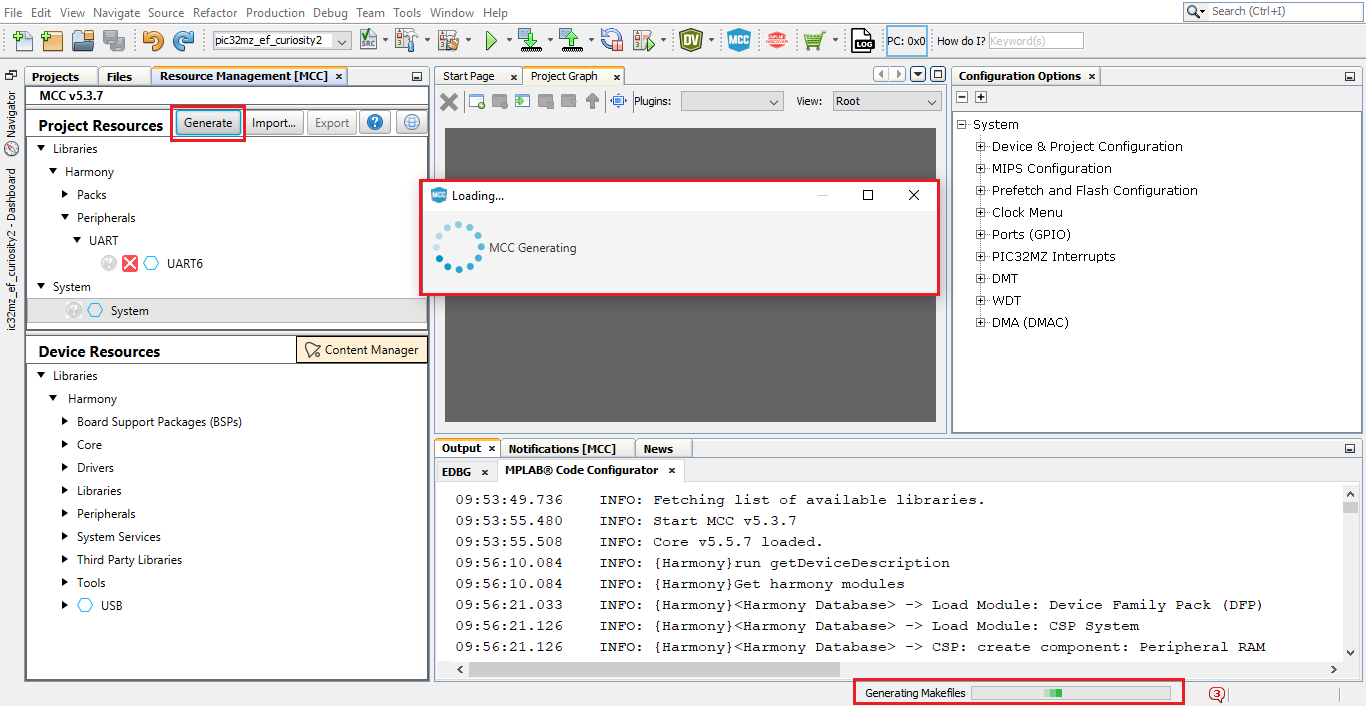 File Edit View Navigate Source Refactor Production Debug Team Tools Window Help
Search (Ctrl+I)
SRC pic32mz_ef_curiosity2 DV MCC LOG PC: 0x0 How do I? Keyword(s)
Projects Files Resource Management [MCC] ×
MCC v5.3.7
Project Resources Generate Import... Export ?
Libraries
Harmony
Packs
Peripherals
UART
UART6
System
System
Device Resources Content Manager
Libraries
Harmony
Board Support Packages (BSPs)
Core
Drivers
Libraries
Peripherals
System Services
Third Party Libraries
Tools
USB
Navigator
ic32mz_ef_curiosity2 - Dashboard
Start Page × Project Graph ×
Plugins: View: Root
MCC Loading...
MCC Generating
Configuration Options ×
System
Device & Project Configuration
MIPS Configuration
Prefetch and Flash Configuration
Clock Menu
Ports (GPIO)
PIC32MZ Interrupts
DMT
WDT
DMA (DMAC)
Output × Notifications [MCC] News
EDBG × MPLAB® Code Configurator ×
09:53:49.736 INFO: Fetching list of available libraries.
09:53:55.480 INFO: Start MCC v5.3.7
09:53:55.508 INFO: Core v5.5.7 loaded.
09:56:10.084 INFO: {Harmony}run getDeviceDescription
09:56:10.084 INFO: {Harmony}Get harmony modules
09:56:21.033 INFO: {Harmony}<Harmony Database> -> Load Module: Device Family Pack (DFP)
09:56:21.126 INFO: {Harmony}<Harmony Database> -> Load Module: CSP System
09:56:21.126 INFO: {Harmony}<Harmony Database> -> CSP: create component: Peripheral RAM
Generating Makefiles 3